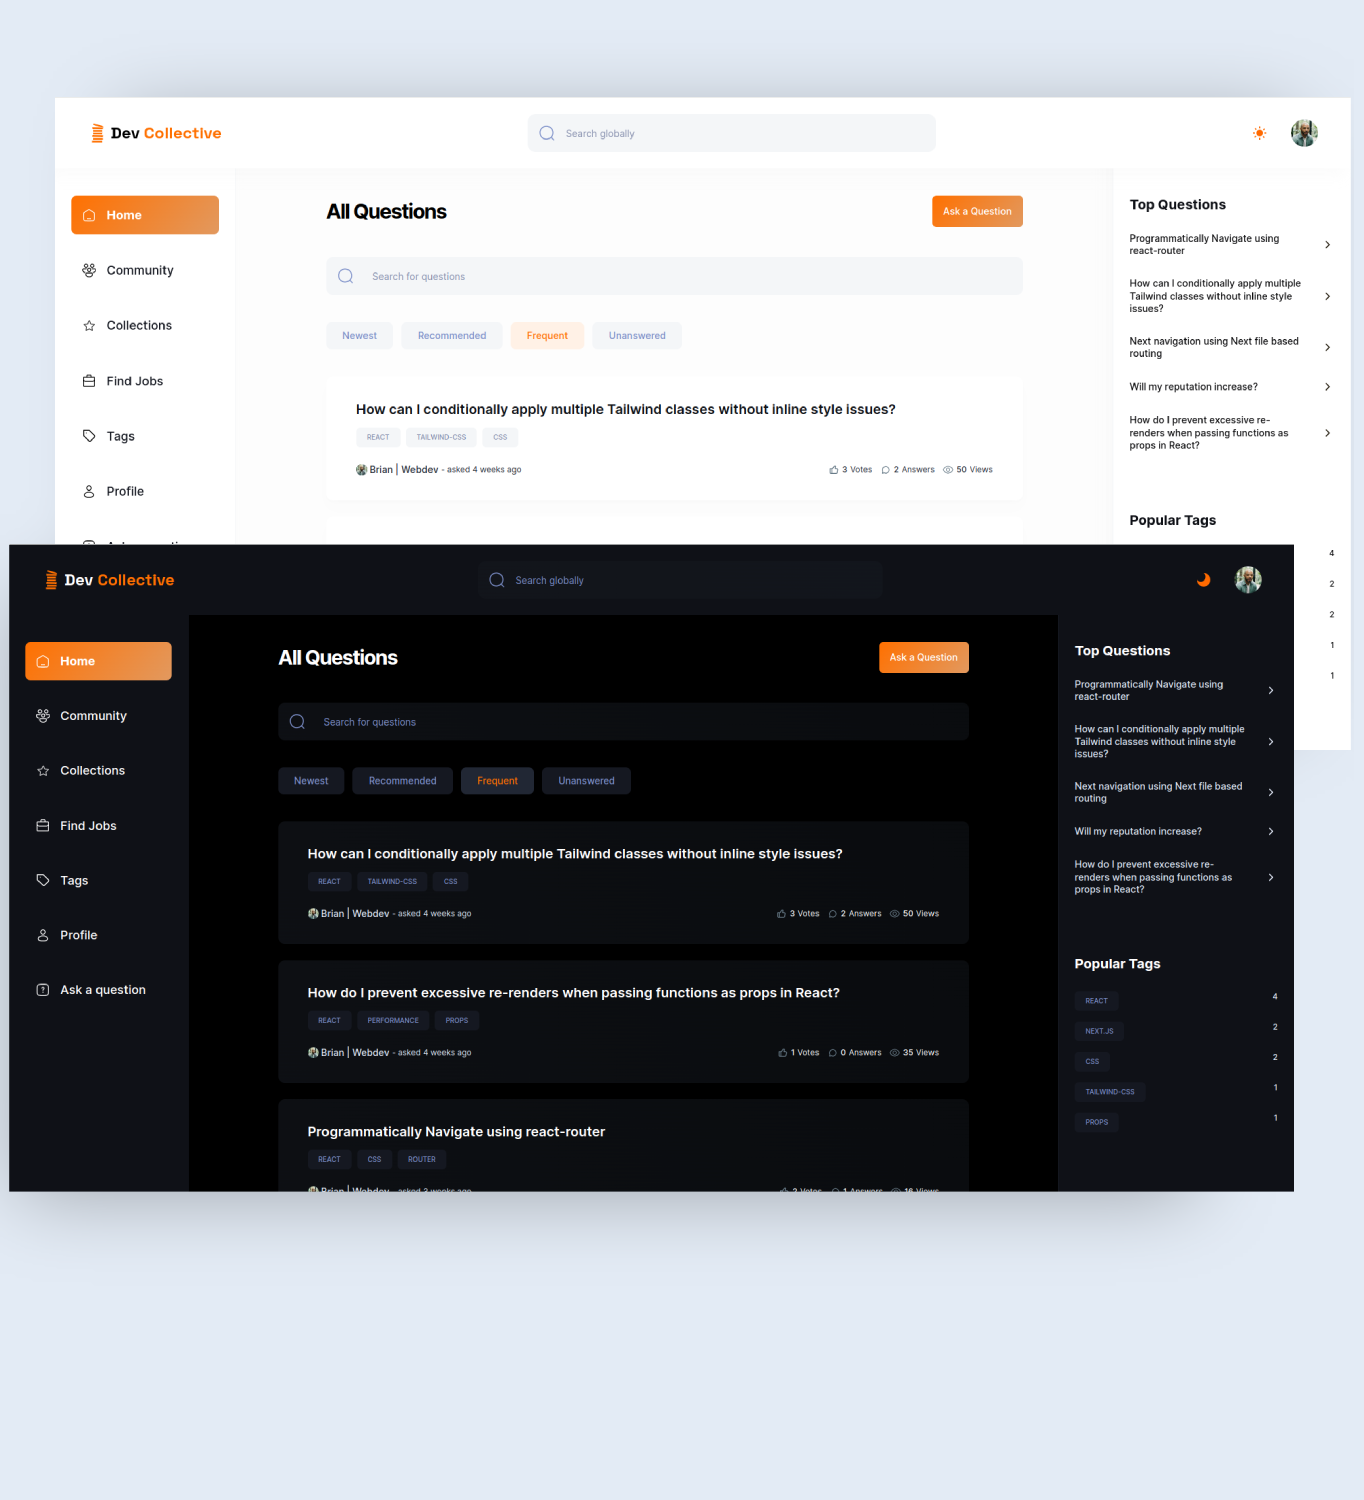 Dev Collective
Search globally
Home
Community
Collections
Find Jobs
Tags
Profile
All Questions
Ask a Question
Search for questions
Newest
Recommended
Frequent
Unanswered
How can I conditionally apply multiple Tailwind classes without inline style issues?
REACT
TAILWIND-CSS
CSS
Brian | Webdev - asked 4 weeks ago
3 Votes
2 Answers
50 Views
Top Questions
Programmatically Navigate using
react-router
How can I conditionally apply multiple
Tailwind classes without inline style
issues?
Next navigation using Next file based
routing
Will my reputation increase?
How do I prevent excessive re-
renders when passing functions as
props in React?
Popular Tags
4
2
2
1
1
Dev Collective
Search globally
Home
Community
Collections
Find Jobs
Tags
Profile
Ask a question
All Questions
Ask a Question
Search for questions
Newest
Recommended
Frequent
Unanswered
How can I conditionally apply multiple Tailwind classes without inline style issues?
REACT
TAILWIND-CSS
CSS
Brian | Webdev - asked 4 weeks ago
3 Votes
2 Answers
50 Views
How do I prevent excessive re-renders when passing functions as props in React?
REACT
PERFORMANCE
PROPS
Brian | Webdev - asked 4 weeks ago
1 Votes
0 Answers
35 Views
Programmatically Navigate using react-router
REACT
CSS
ROUTER
Brian | Webdev - asked 3 weeks ago
2 Votes
1 Answers
16 Views
Top Questions
Programmatically Navigate using
react-router
How can I conditionally apply multiple
Tailwind classes without inline style
issues?
Next navigation using Next file based
routing
Will my reputation increase?
How do I prevent excessive re-
renders when passing functions as
props in React?
Popular Tags
REACT
4
NEXT.JS
2
CSS
2
TAILWIND-CSS
1
PROPS
1